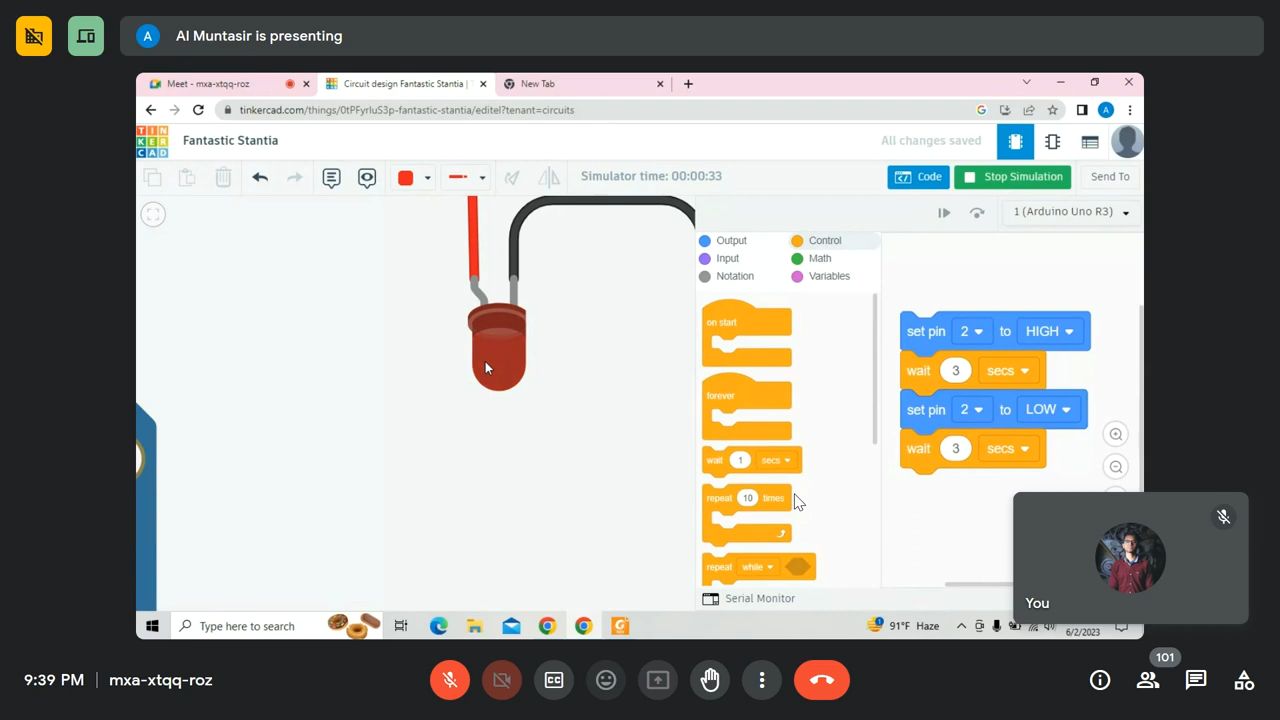 A AI Muntasir is presenting
Meet - mxa-xtqq-roz
Circuit design Fantastic Stantia |
New Tab
tinkercad.com/things/0tPFyrIuS3p-fantastic-stantia/editel?tenant=circuits
A
TIN
KER
CAD
Fantastic Stantia
All changes saved
Simulator time: 00:00:33
Code
Stop Simulation
Send To
1 (Arduino Uno R3)
Output
Control
Input
Math
Notation
Variables
on start
forever
wait 1 secs
repeat 10 times
repeat while
set pin 2 to HIGH
wait 3 secs
set pin 2 to LOW
wait 3 secs
Serial Monitor
You
Type here to search
91°F Haze
6/2/2023
9:39 PM | mxa-xtqq-roz
101